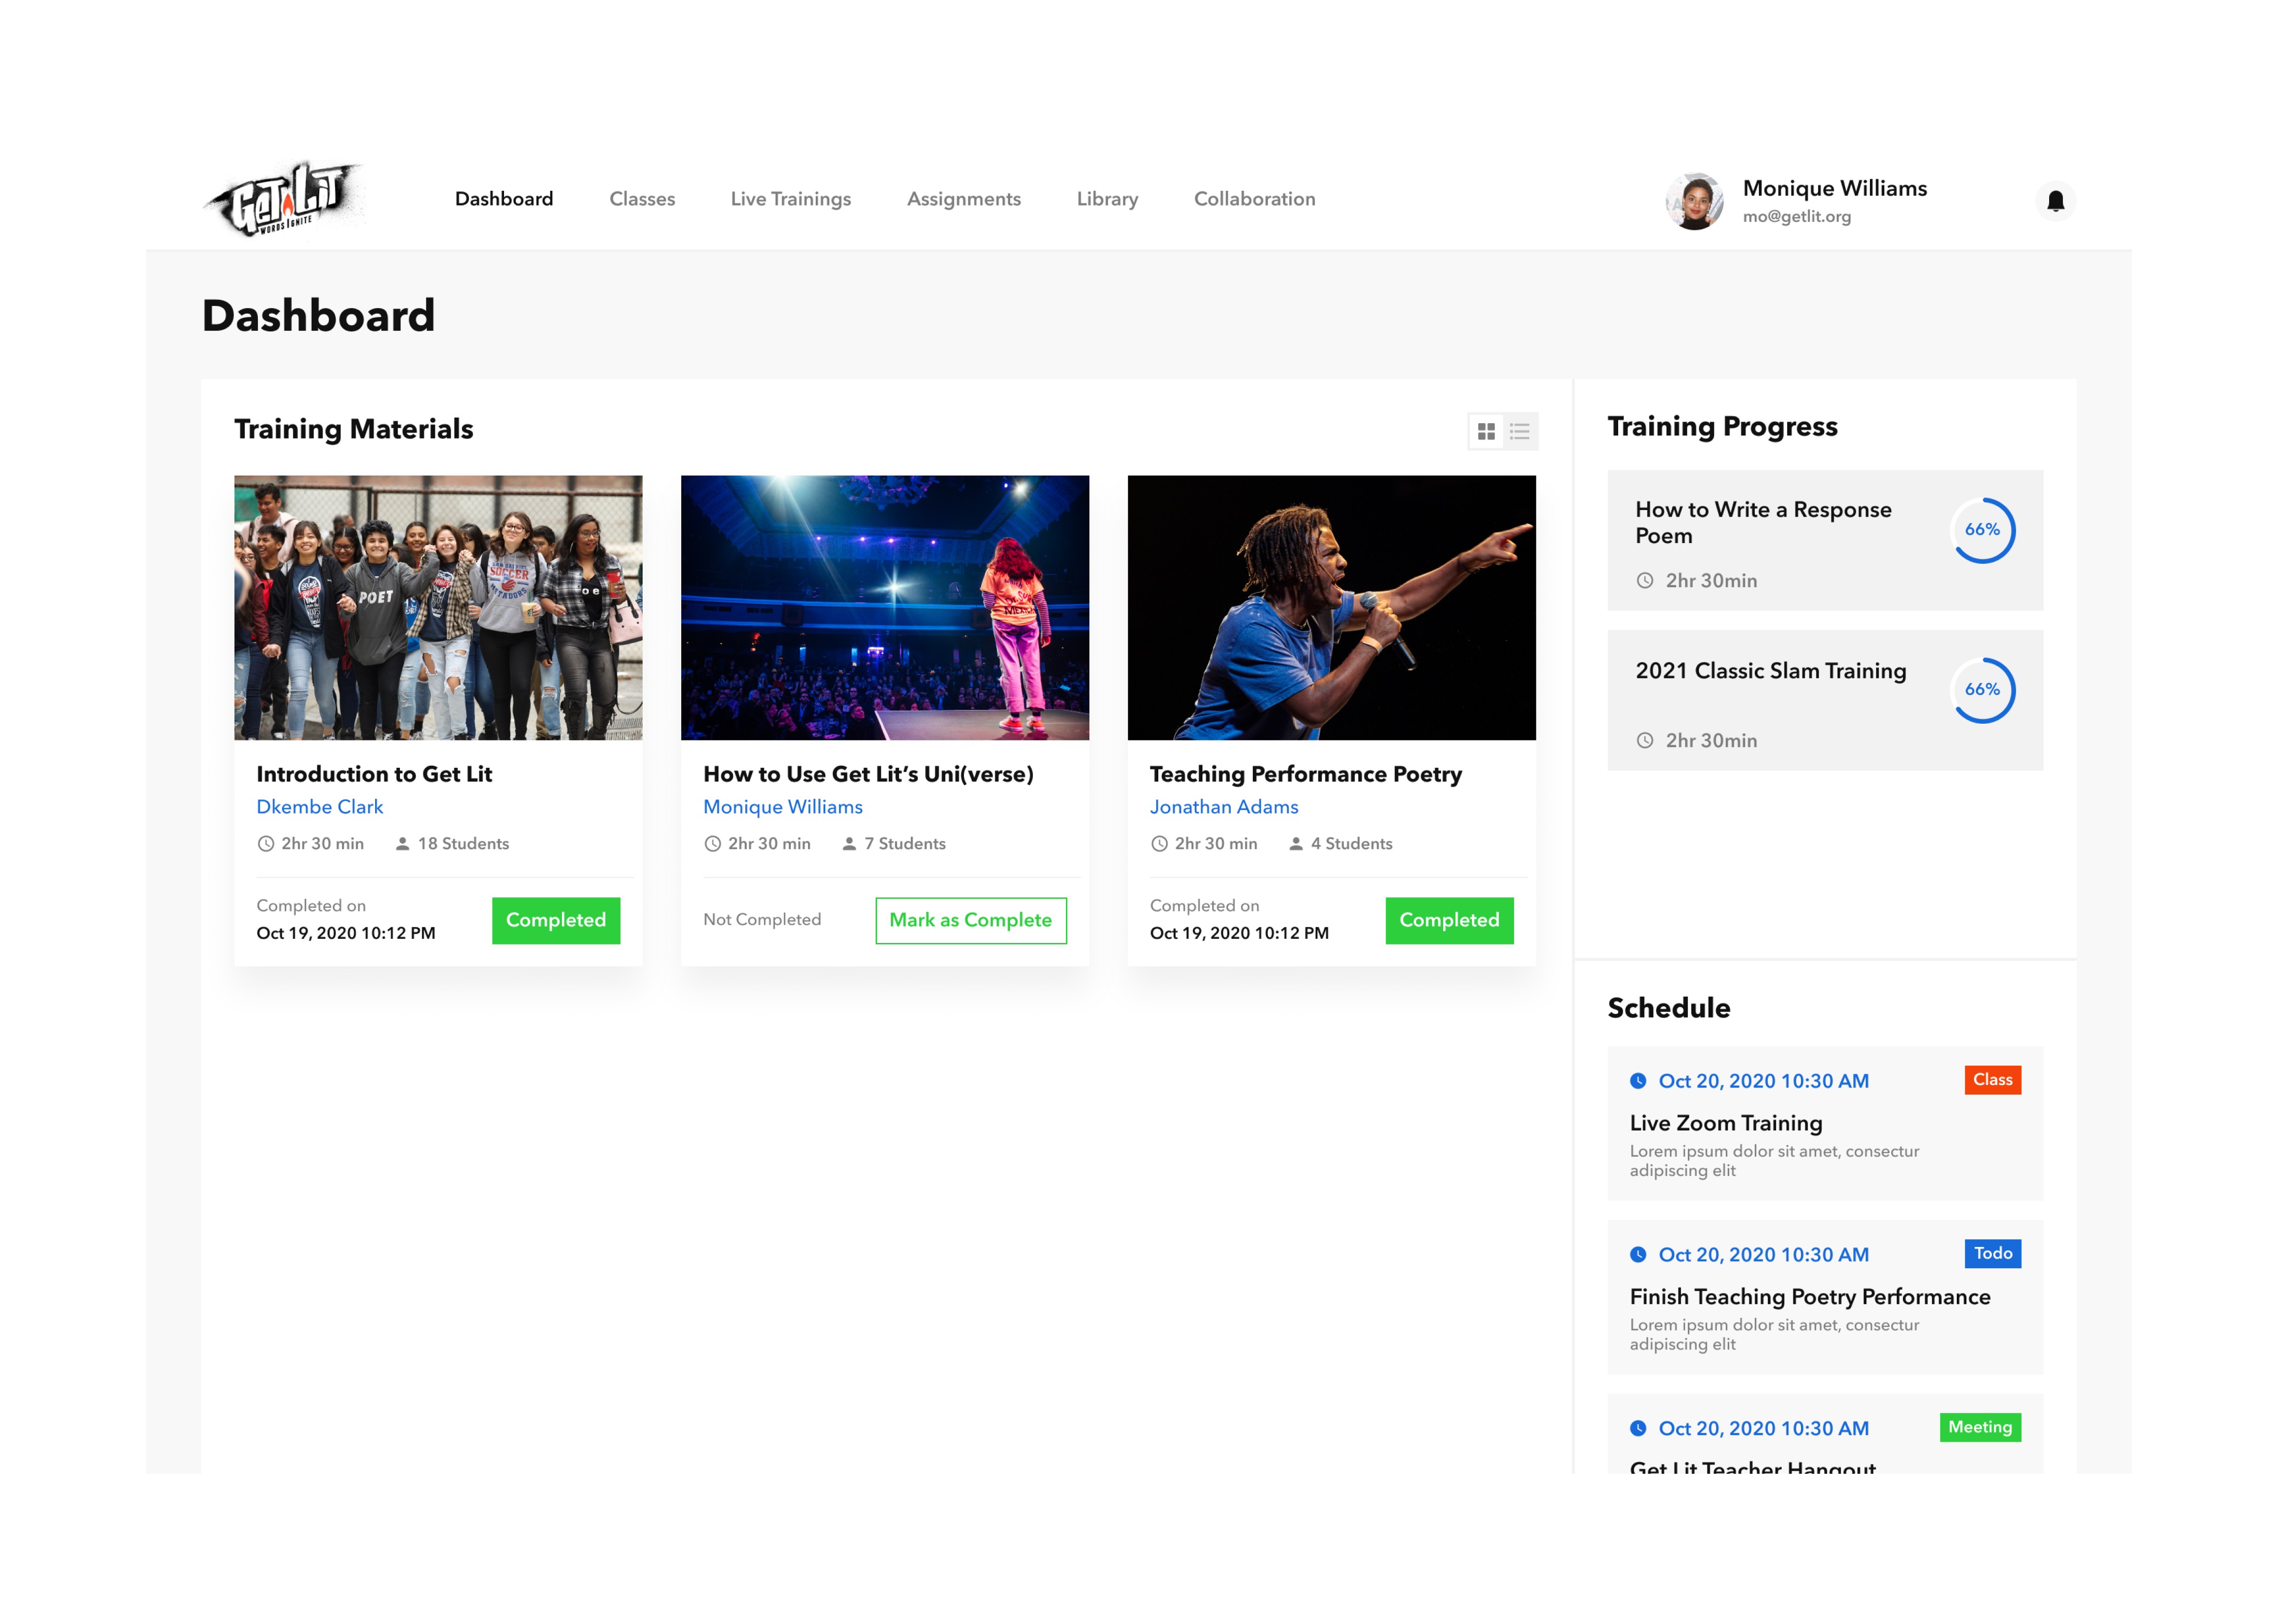 GET LIT
WORDS IGNITE
Dashboard
Classes
Live Trainings
Assignments
Library
Collaboration
Monique Williams
mo@getlit.org
Dashboard
Training Materials
POET
SOCCER
MATADORS
Introduction to Get Lit
Dkembe Clark
2hr 30 min
18 Students
Completed on
Oct 19, 2020 10:12 PM
Completed
How to Use Get Lit’s Uni(verse)
Monique Williams
2hr 30 min
7 Students
Not Completed
Mark as Complete
Teaching Performance Poetry
Jonathan Adams
2hr 30 min
4 Students
Completed on
Oct 19, 2020 10:12 PM
Completed
Training Progress
How to Write a Response
Poem
66%
2hr 30min
2021 Classic Slam Training
66%
2hr 30min
Schedule
Oct 20, 2020 10:30 AM
Class
Live Zoom Training
Lorem ipsum dolor sit amet, consectur
adipiscing elit
Oct 20, 2020 10:30 AM
Todo
Finish Teaching Poetry Performance
Lorem ipsum dolor sit amet, consectur
adipiscing elit
Oct 20, 2020 10:30 AM
Meeting
Get Lit Teacher Hangout